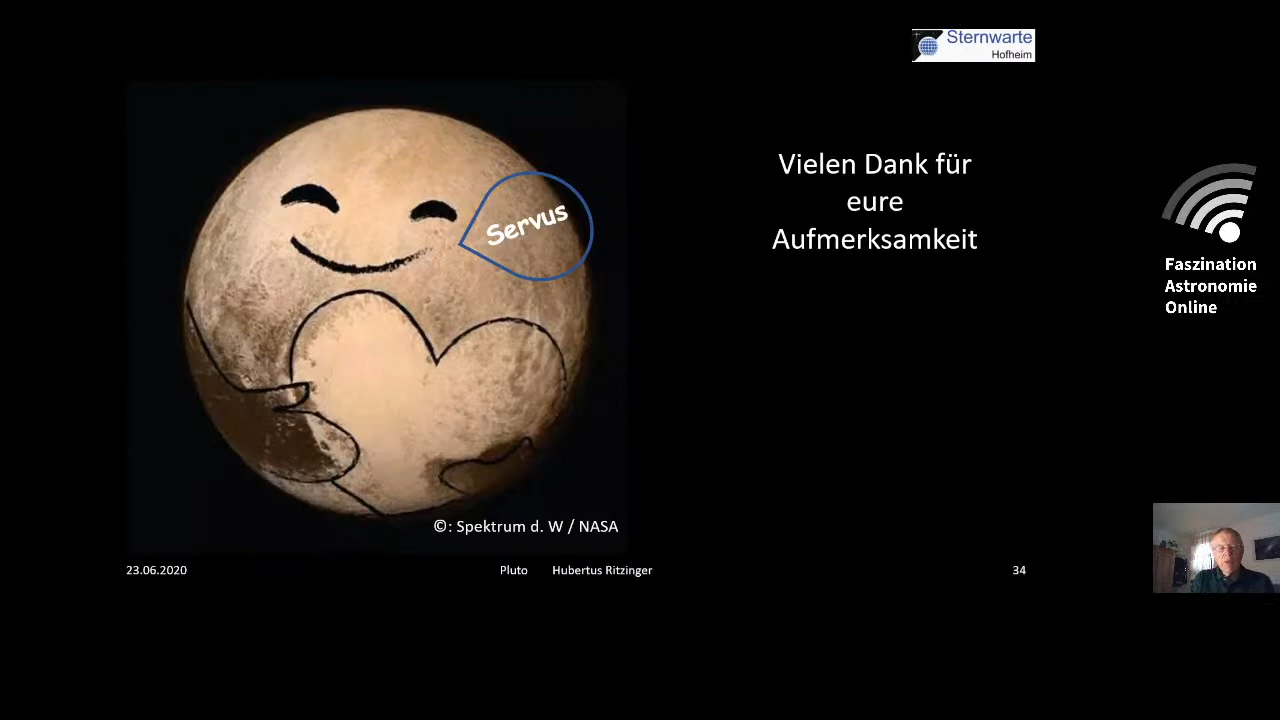 Sternwarte
Hofheim
Vielen Dank für
eure
Aufmerksamkeit
Servus
Faszination
Astronomie
Online
©: Spektrum d. W / NASA
23.06.2020
Pluto
Hubertus Ritzinger
34